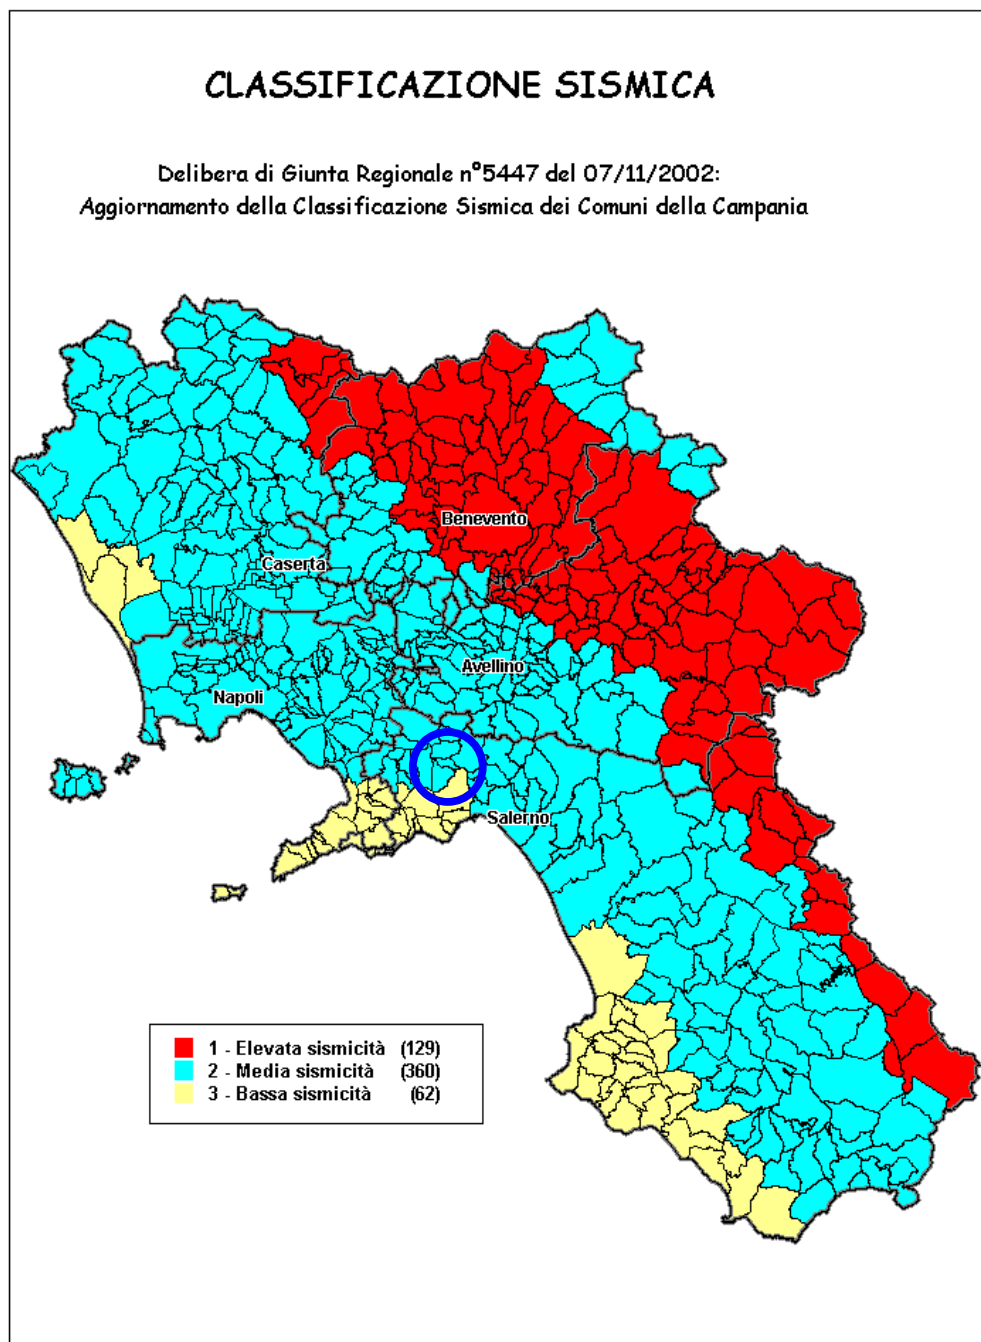 CLASSIFICAZIONE SISMICA
Delibera di Giunta Regionale n°5447 del 07/11/2002:
Aggiornamento della Classificazione Sismica dei Comuni della Campania
Benevento
Caserta
Avellino
Napoli
Salerno
1 - Elevata sismicità (129)
2 - Media sismicità (360)
3 - Bassa sismicità (62)